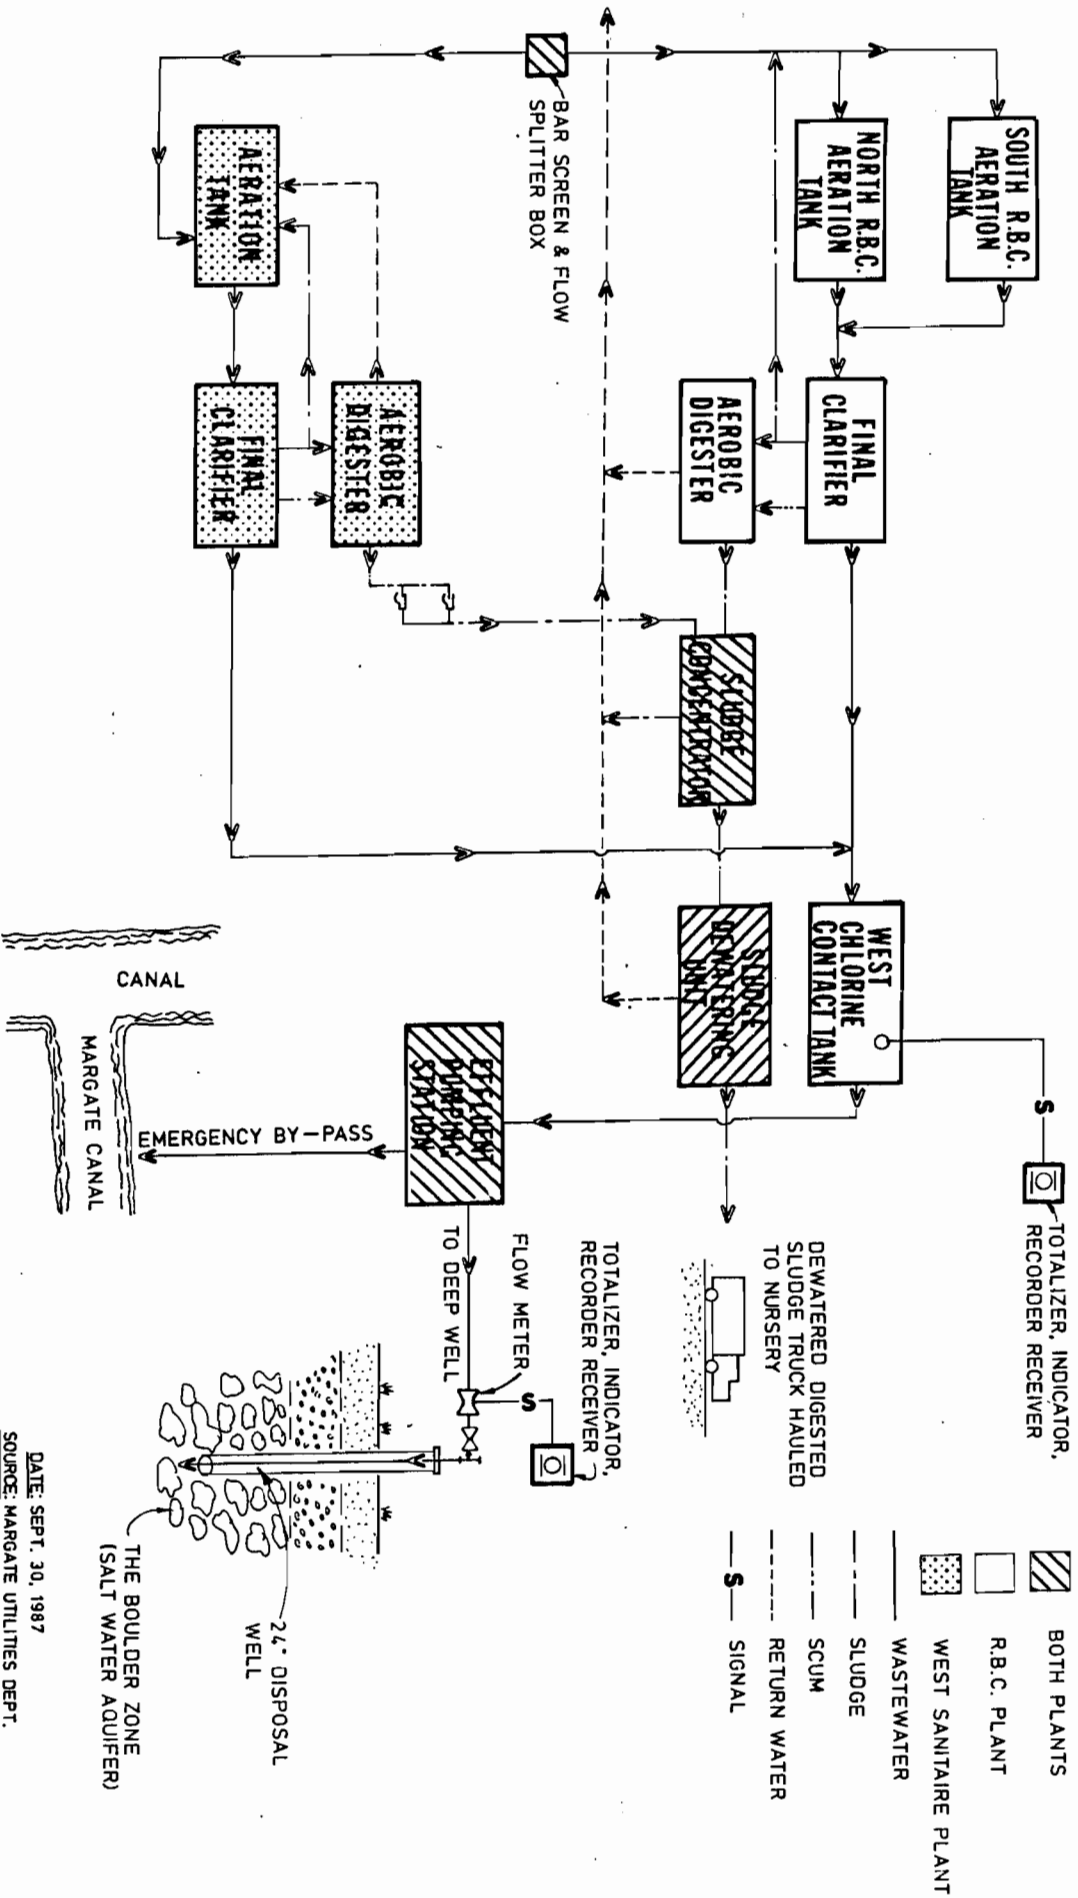 SOUTH R.B.C.
AERATION
TANK
NORTH R.B.C.
AERATION
TANK
BAR SCREEN & FLOW
SPLITTER BOX
AERATION
TANK
FINAL
CLARIFIER
AEROBIC
DIGESTER
AEROBIC
DIGESTER
FINAL
CLARIFIER
SLUDGE
CONCENTRATOR
WEST
CHLORINE
CONTACT TANK
SLUDGE
DEWATERING
UNIT
EFFLUENT
PUMPING
STATION
CANAL
MARGATE CANAL
EMERGENCY BY-PASS
S
TOTALIZER, INDICATOR,
RECORDER RECEIVER
DEWATERED DIGESTED
SLUDGE TRUCK HAULED
TO NURSERY
TOTALIZER, INDICATOR,
RECORDER RECEIVER
FLOW METER
S
TO DEEP WELL
24" DISPOSAL
WELL
THE BOULDER ZONE
(SALT WATER AQUIFER)
BOTH PLANTS
R.B.C. PLANT
WEST SANITAIRE PLANT
WASTEWATER
SLUDGE
SCUM
RETURN WATER
S SIGNAL
DATE: SEPT. 30, 1987
SOURCE: MARGATE UTILITIES DEPT.